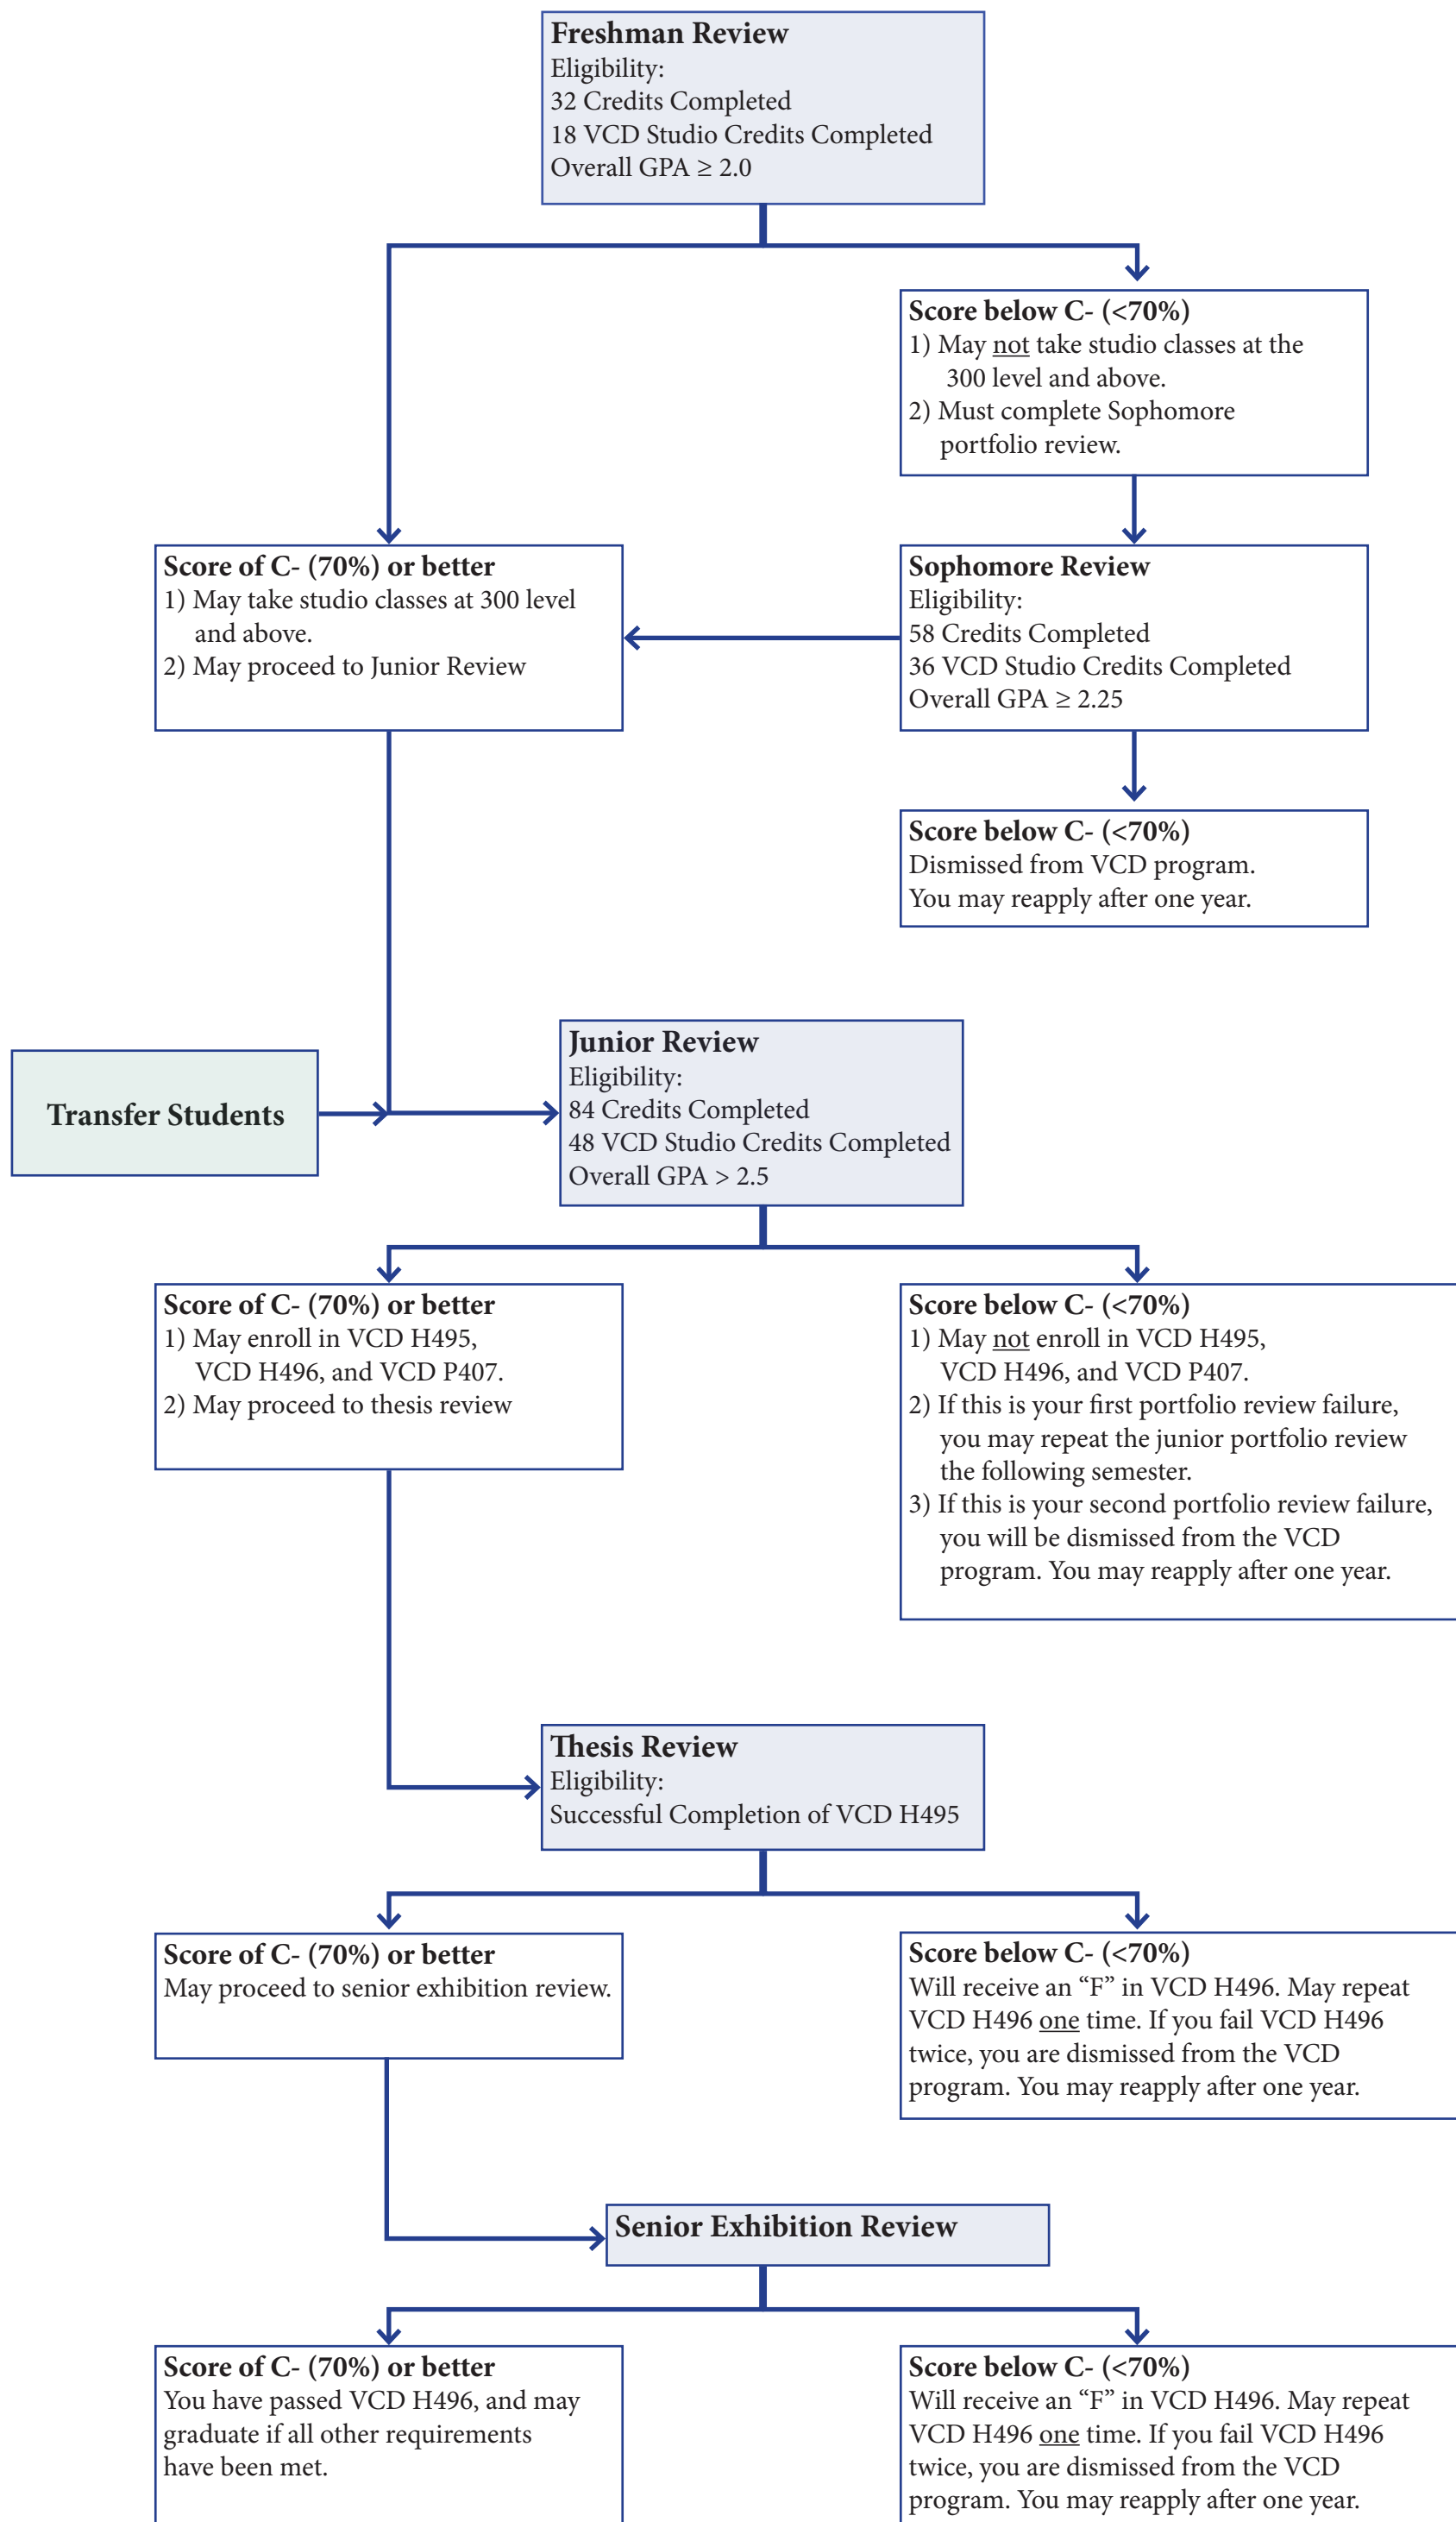 Freshman Review
Eligibility:
32 Credits Completed
18 VCD Studio Credits Completed
Overall GPA ≥ 2.0
Score below C- (<70%)
1) May not take studio classes at the
300 level and above.
2) Must complete Sophomore
portfolio review.
Score of C- (70%) or better
1) May take studio classes at 300 level
and above.
2) May proceed to Junior Review
Sophomore Review
Eligibility:
58 Credits Completed
36 VCD Studio Credits Completed
Overall GPA ≥ 2.25
Score below C- (<70%)
Dismissed from VCD program.
You may reapply after one year.
Transfer Students
Junior Review
Eligibility:
84 Credits Completed
48 VCD Studio Credits Completed
Overall GPA > 2.5
Score of C- (70%) or better
1) May enroll in VCD H495,
VCD H496, and VCD P407.
2) May proceed to thesis review
Score below C- (<70%)
1) May not enroll in VCD H495,
VCD H496, and VCD P407.
2) If this is your first portfolio review failure,
you may repeat the junior portfolio review
the following semester.
3) If this is your second portfolio review failure,
you will be dismissed from the VCD
program. You may reapply after one year.
Thesis Review
Eligibility:
Successful Completion of VCD H495
Score of C- (70%) or better
May proceed to senior exhibition review.
Score below C- (<70%)
Will receive an “F” in VCD H496. May repeat
VCD H496 one time. If you fail VCD H496
twice, you are dismissed from the VCD
program. You may reapply after one year.
Senior Exhibition Review
Score of C- (70%) or better
You have passed VCD H496, and may
graduate if all other requirements
have been met.
Score below C- (<70%)
Will receive an “F” in VCD H496. May repeat
VCD H496 one time. If you fail VCD H496
twice, you are dismissed from the VCD
program. You may reapply after one year.